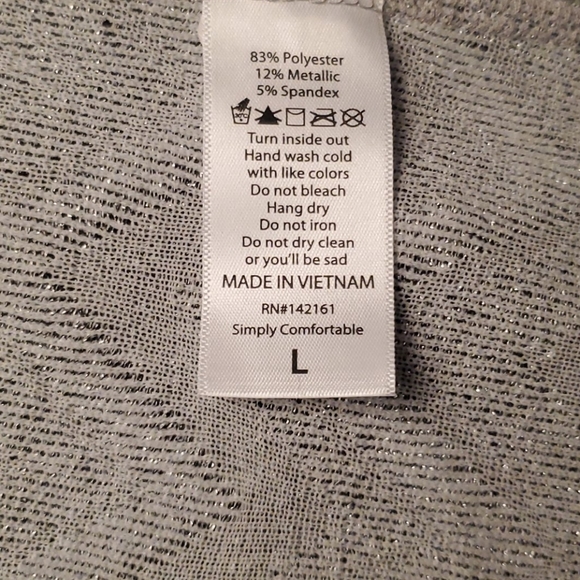 83% Polyester
12% Metallic
5% Spandex
Turn inside out
Hand wash cold
with like colors
Do not bleach
Hang dry
Do not iron
Do not dry clean
or you'll be sad
MADE IN VIETNAM
RN#142161
Simply Comfortable
L